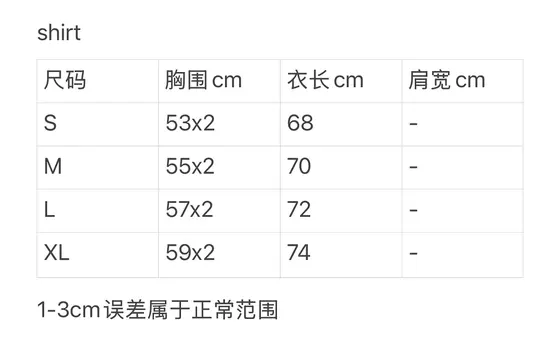 shirt
尺码 胸围cm 衣长cm 肩宽cm
S 53x2 68 -
M 55x2 70 -
L 57x2 72 -
XL 59x2 74 -
1-3cm误差属于正常范围